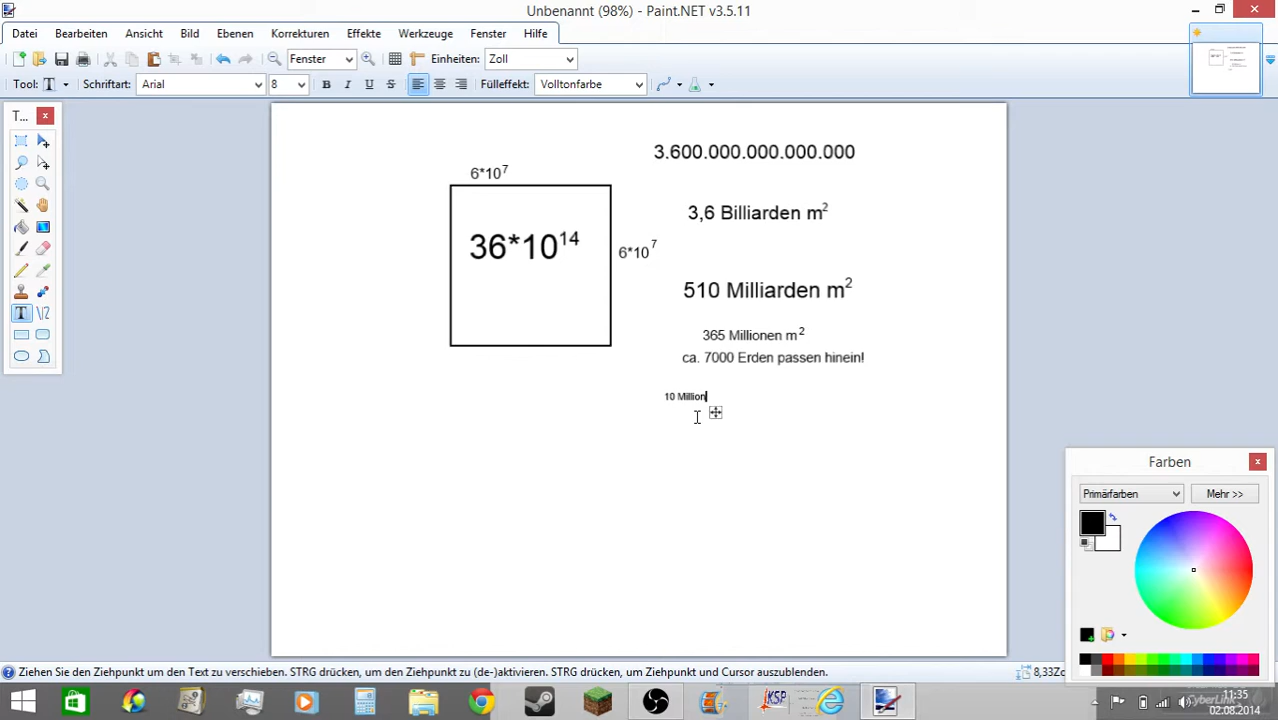 Unbenannt (98%) - Paint.NET v3.5.11
Datei Bearbeiten Ansicht Bild Ebenen Korrekturen Effekte Werkzeuge Fenster Hilfe
Fenster Einheiten: Zoll
Tool: T Schriftart: Arial 8 B I U S Fülleffekt: Volltonfarbe
T...
3.600.000.000.000.000
6*10⁷
3,6 Billiarden m²
36*10¹⁴
6*10⁷
510 Milliarden m²
365 Millionen m²
ca. 7000 Erden passen hinein!
10 Million
Farben
Primärfarben Mehr >>
Ziehen Sie den Ziehpunkt um den Text zu verschieben. STRG drücken, um den Ziehpunkt zu (de-)aktivieren. STRG drücken, um Ziehpunkt und Cursor auszublenden.
8,33Zo
KSP
11:35
02.08.2014
CyberLink